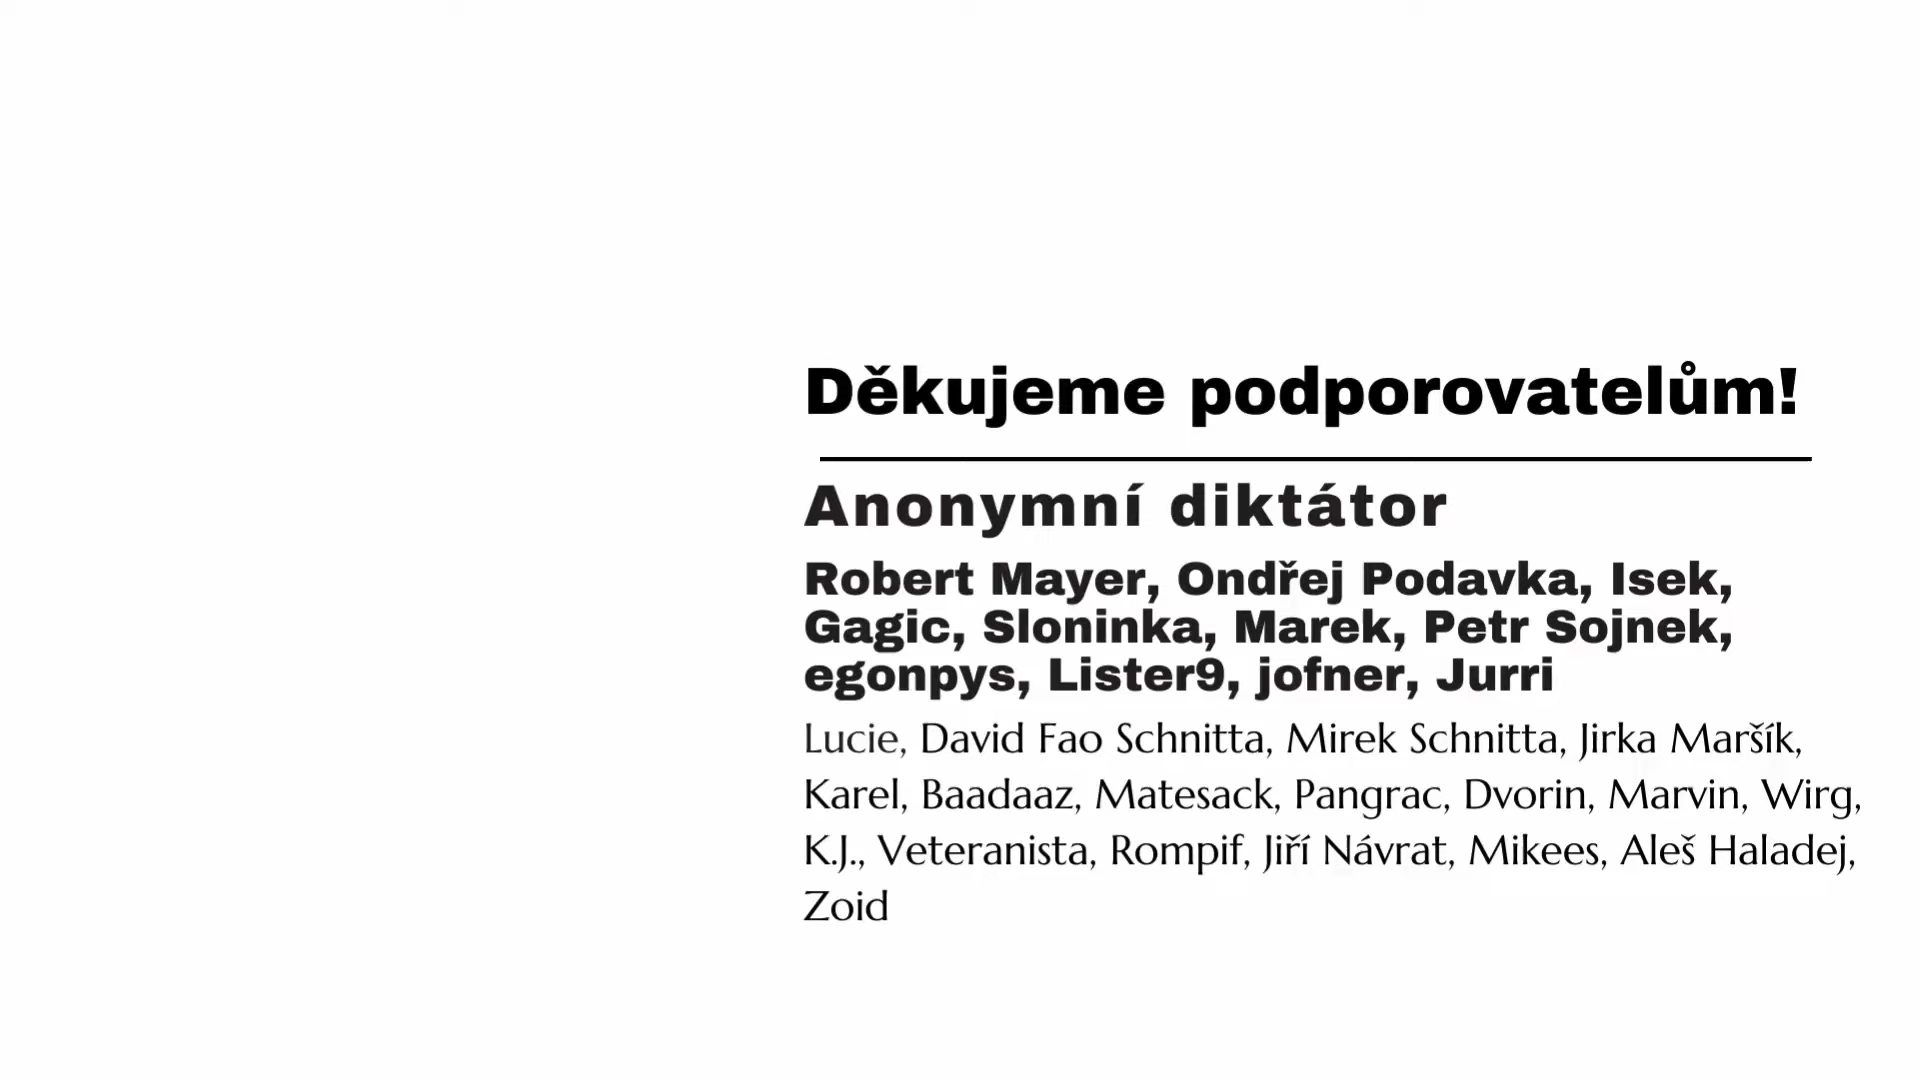 Děkujeme podporovatelům!
Anonymní diktátor
Robert Mayer, Ondřej Podavka, Isek,
Gagic, Sloninka, Marek, Petr Sojnek,
egonpys, Lister9, jofner, Jurri
Lucie, David Fao Schnitta, Mirek Schnitta, Jirka Maršík,
Karel, Baadaaz, Matesack, Pangrac, Dvorin, Marvin, Wirg,
K.J., Veteranista, Rompif, Jiří Návrat, Mikees, Aleš Haladej,
Zoid